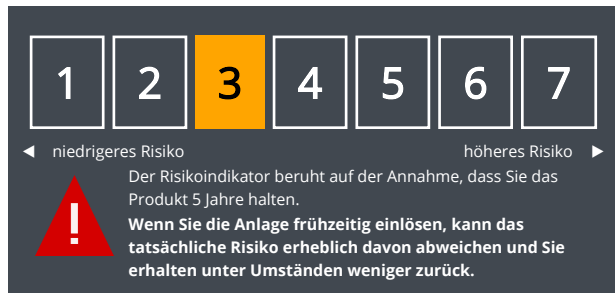 1 2 3 4 5 6 7
niedrigeres Risiko höheres Risiko
Der Risikoindikator beruht auf der Annahme, dass Sie das
Produkt 5 Jahre halten.
Wenn Sie die Anlage frühzeitig einlösen, kann das
tatsächliche Risiko erheblich davon abweichen und Sie
erhalten unter Umständen weniger zurück.